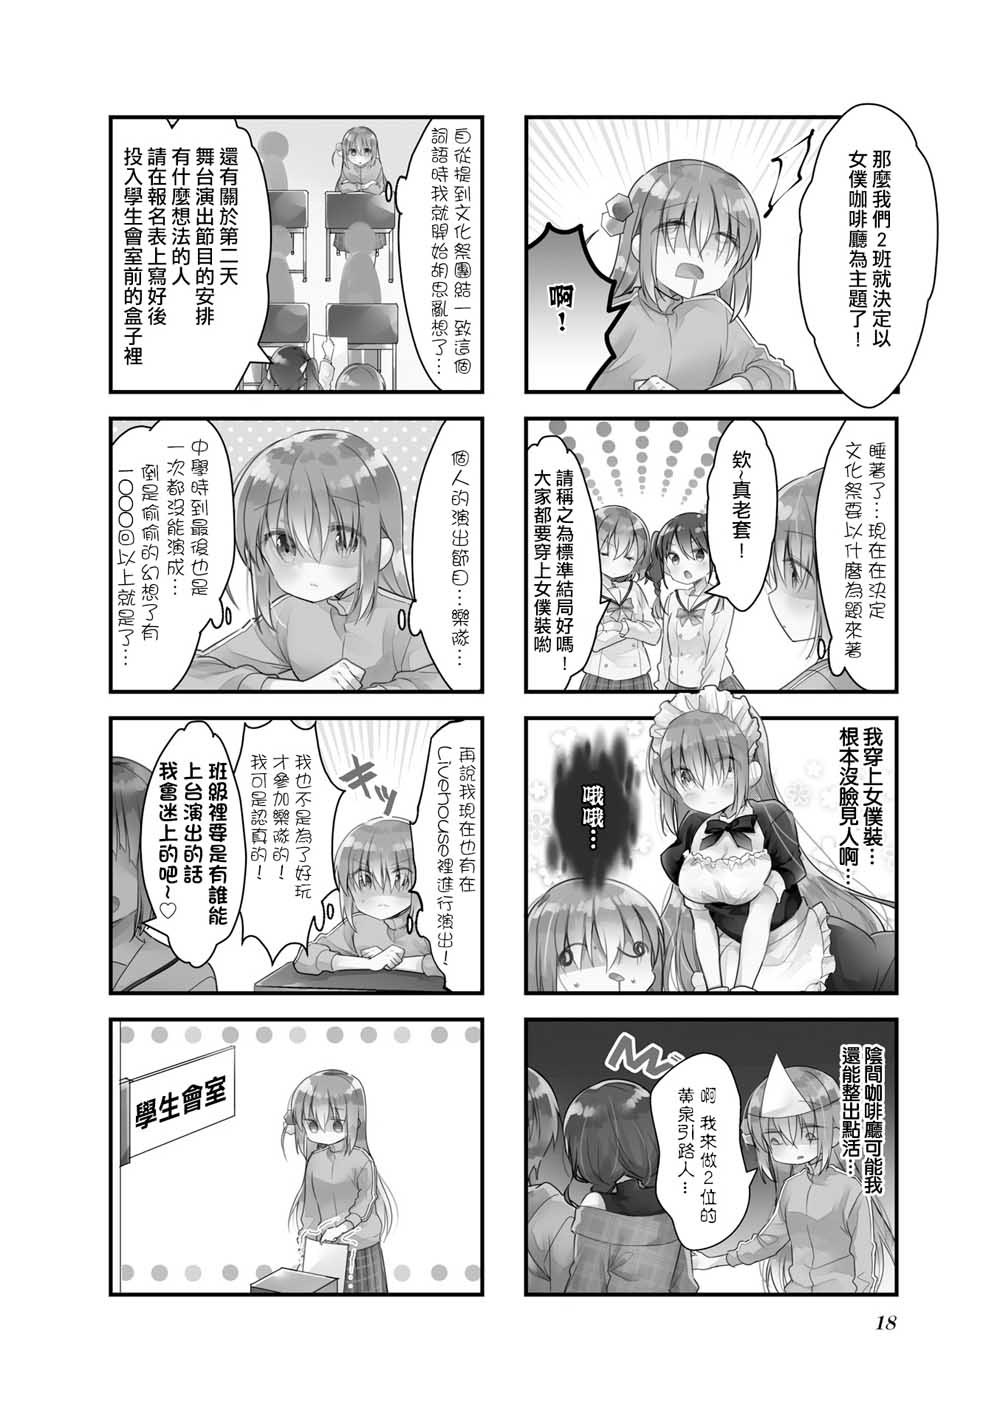 那麼我們2班就決定以
女僕咖啡廳為主題了!
啊!
睡著了…現在在決定
文化祭要以什麼為題來著
欸~真老套!
請稱之為標準結局好嗎!
大家都要穿上女僕裝喲
我穿上女僕裝…
根本沒臉見人啊…
哦哦…
陰間咖啡廳可能我
還能整出點活…
啊 我來做2位的
黃泉引路人…
自從提到文化祭團結一致這個
詞語時我就開始胡思亂想了…
還有關於第二天
舞台演出節目的安排
有什麼想法的人
請在報名表上寫好後
投入學生會室前的盒子裡
個人的演出節目…樂隊…
中學時到最後也是
一次都沒能演成…
倒是偷偷的幻想了有
1000回以上就是了…
再說我現在也有在
Livehouse裡進行演出!
キッ
我也不是為了好玩
才參加樂隊的!
我可是認真的!
班級裡要是有誰能
上台演出的話
我會迷上的吧~♡
學生會室
18